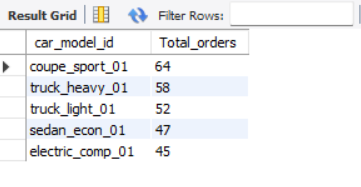 Result Grid Filter Rows:
car_model_id Total_orders
coupe_sport_01 64
truck_heavy_01 58
truck_light_01 52
sedan_econ_01 47
electric_comp_01 45